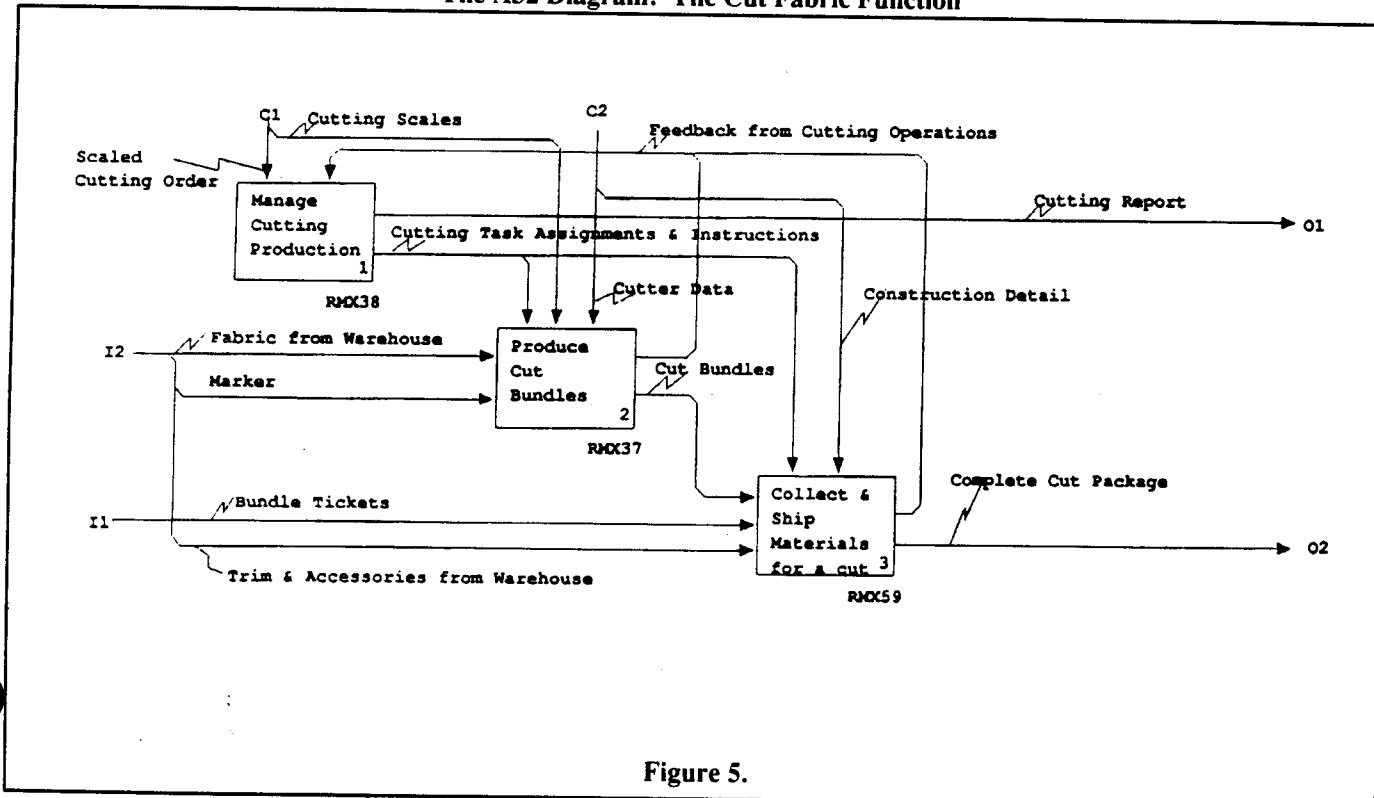 The A32 Diagram: The Cut Fabric Function
C1
Cutting Scales
C2
Feedback from Cutting Operations
Scaled
Cutting Order
Manage
Cutting
Production
1
RMX38
Cutting Report
O1
Cutting Task Assignments & Instructions
Cutter Data
Construction Detail
I2
Fabric from Warehouse
Marker
Produce
Cut
Bundles
2
RMX37
Cut Bundles
I1
Bundle Tickets
Trim & Accessories from Warehouse
Collect &
Ship
Materials
for a cut 3
RMX59
Complete Cut Package
O2
Figure 5.